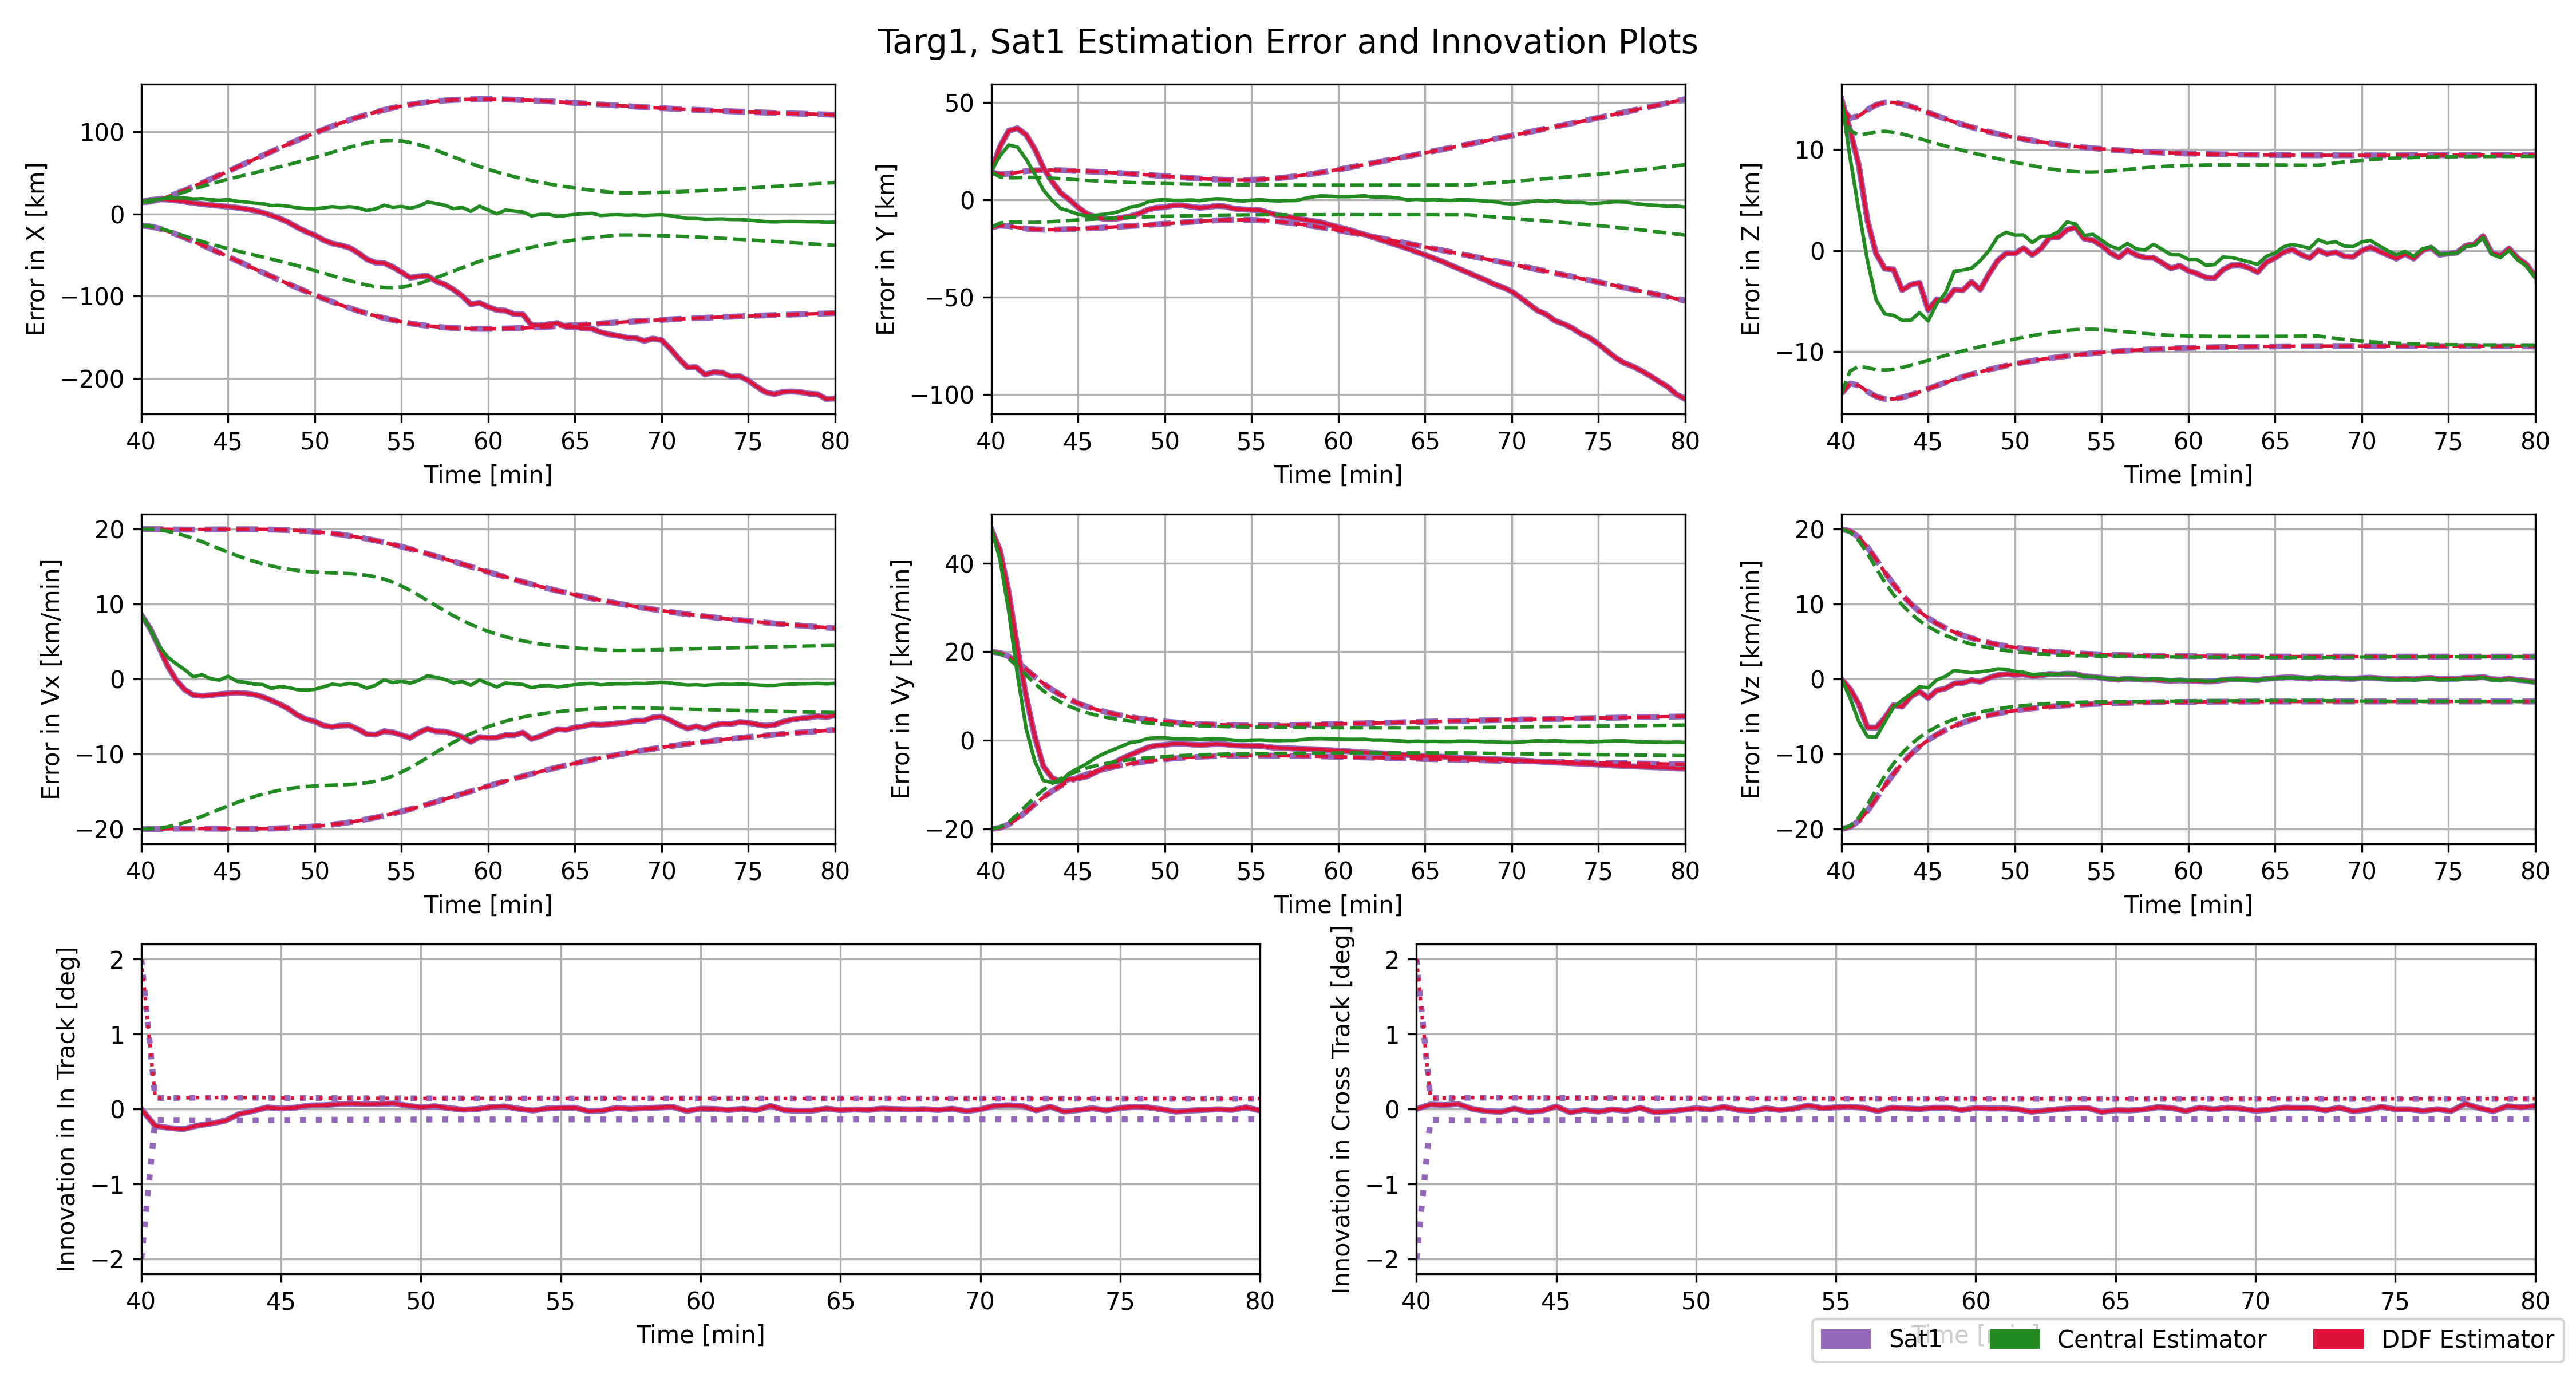 Targ1, Sat1 Estimation Error and Innovation Plots
Error in X [km]
100
0
−100
−200
40 45 50 55 60 65 70 75 80
Time [min]
Error in Y [km]
50
0
−50
−100
40 45 50 55 60 65 70 75 80
Time [min]
Error in Z [km]
10
0
−10
40 45 50 55 60 65 70 75 80
Time [min]
Error in Vx [km/min]
20
10
0
−10
−20
40 45 50 55 60 65 70 75 80
Time [min]
Error in Vy [km/min]
40
20
0
−20
40 45 50 55 60 65 70 75 80
Time [min]
Error in Vz [km/min]
20
10
0
−10
−20
40 45 50 55 60 65 70 75 80
Time [min]
Innovation in In Track [deg]
2
1
0
−1
−2
40 45 50 55 60 65 70 75 80
Time [min]
Innovation in Cross Track [deg]
2
1
0
−1
−2
40 45 50 55 60 65 70 75 80
Time [min]
Sat1 Central Estimator DDF Estimator